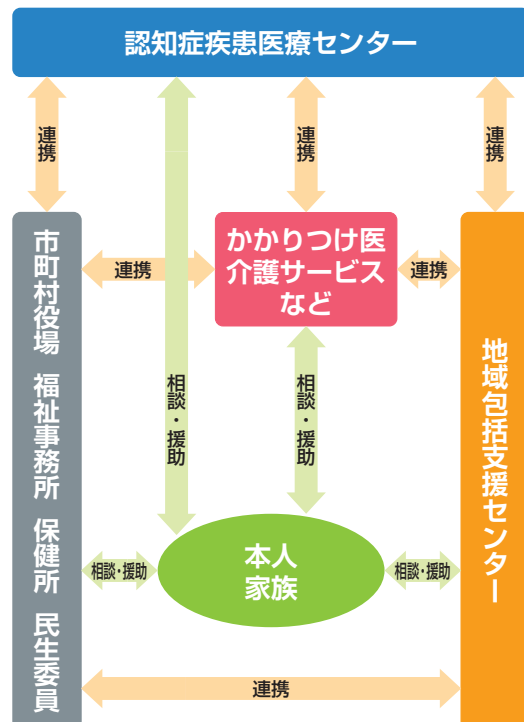 認知症疾患医療センター
連携
連携
連携
かかりつけ医
介護サービス
など
連携
連携
市町村役場 福祉事務所 保健所 民生委員
地域包括支援センター
相談・援助
相談・援助
本人
家族
相談・援助
相談・援助
連携